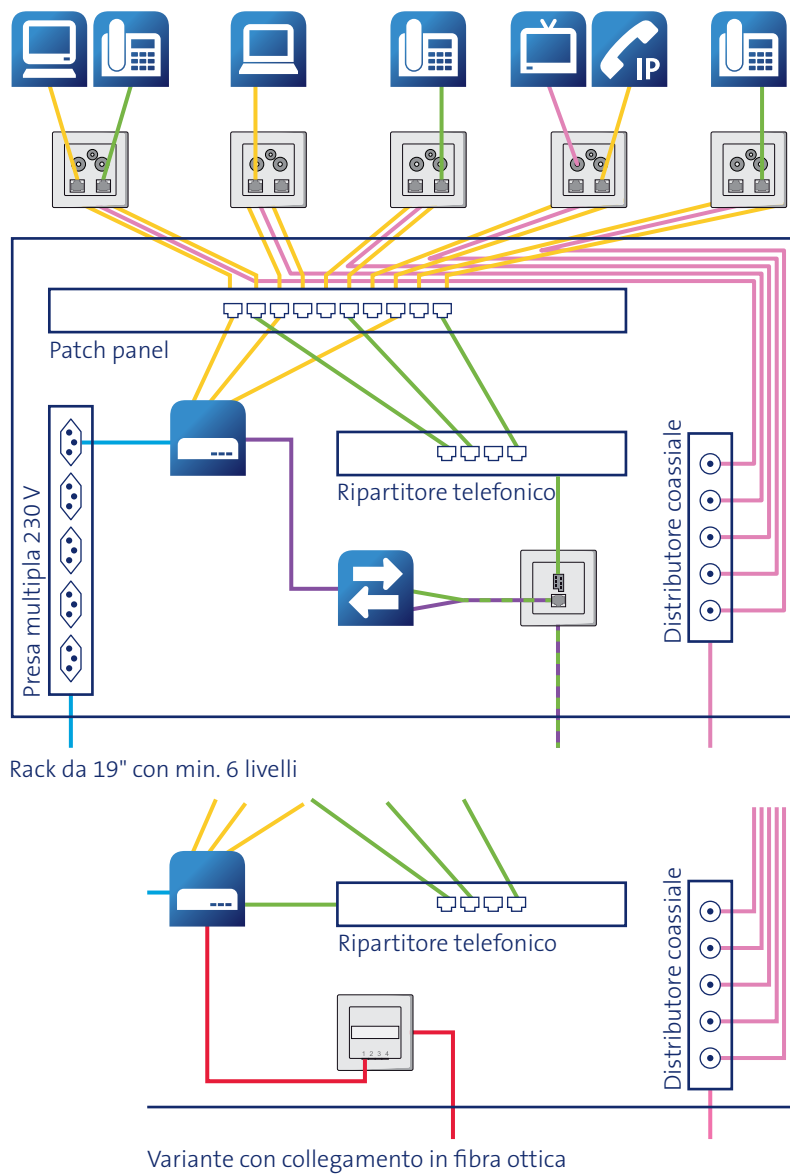 IP
Patch panel
Presa multipla 230 V
Ripartitore telefonico
Distributore coassiale
Rack da 19" con min. 6 livelli
Ripartitore telefonico
Distributore coassiale
1 2 3 4
Variante con collegamento in fibra ottica